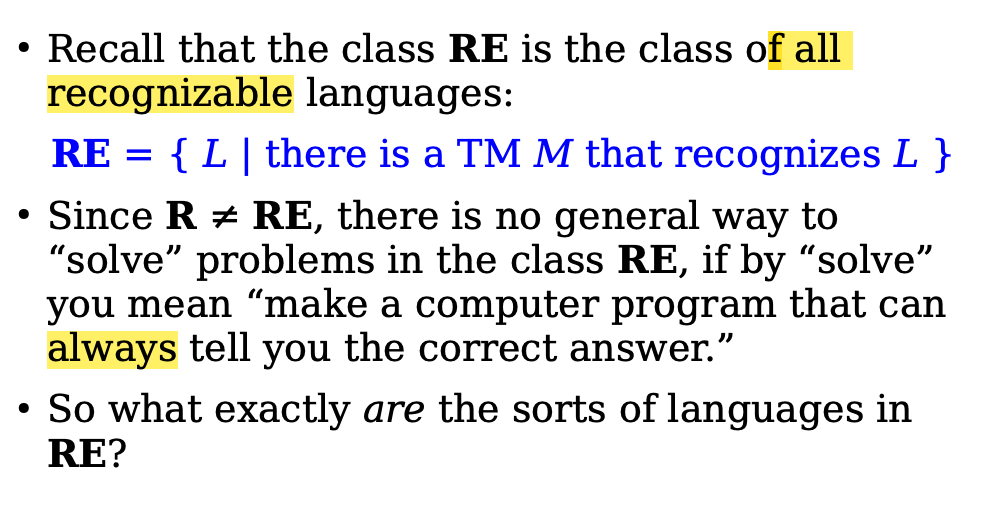 • Recall that the class RE is the class of all
recognizable languages:
RE = { L | there is a TM M that recognizes L }
• Since R ≠ RE, there is no general way to
“solve” problems in the class RE, if by “solve”
you mean “make a computer program that can
always tell you the correct answer.”
• So what exactly are the sorts of languages in
RE?